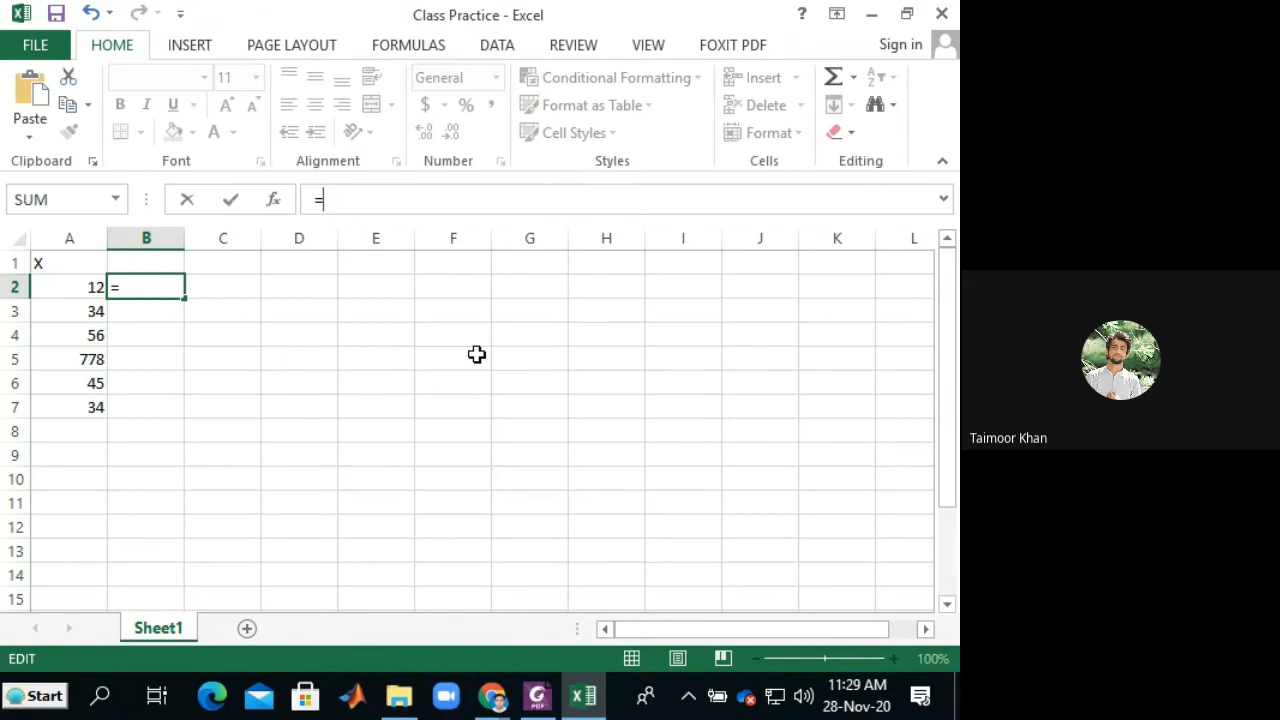 Class Practice - Excel
?
FILE
HOME
INSERT
PAGE LAYOUT
FORMULAS
DATA
REVIEW
VIEW
FOXIT PDF
Sign in
Paste
11
B I U
A A
A
General
$ % ,
Conditional Formatting
Format as Table
Cell Styles
Insert
Delete
Format
Σ
Clipboard
Font
Alignment
Number
Styles
Cells
Editing
SUM
fx
=
A B C D E F G H I J K L
1 X
2 12 =
3 34
4 56
5 778
6 45
7 34
8
9
10
11
12
13
14
15
Sheet1
EDIT
100%
Start
11:29 AM
28-Nov-20
Taimoor Khan